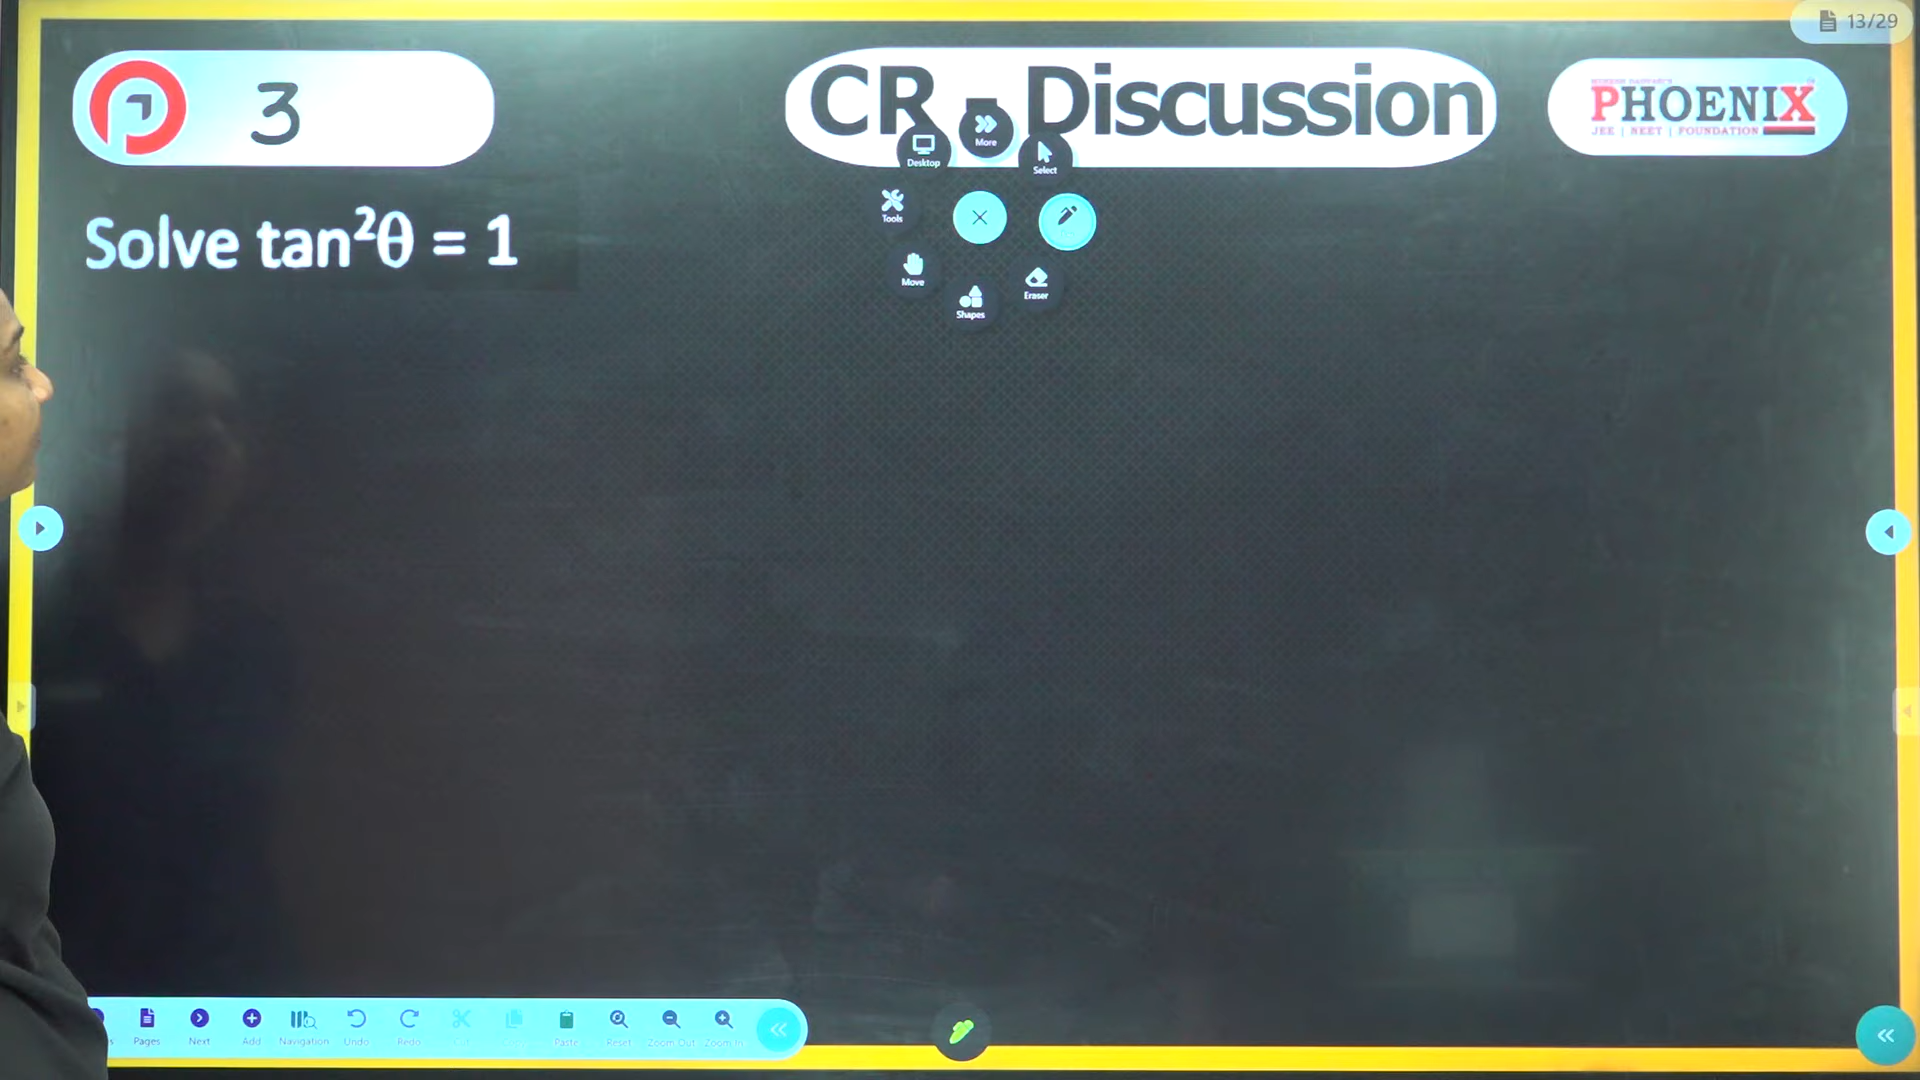 13/29
3
CR - Discussion
PHOENIX
JEE | NEET | FOUNDATION
Desktop
More
Select
Tools
Move
Shapes
Eraser
Solve tan²θ = 1
Pages
Next
Add
Navigation
Undo
Redo
Cut
Paste
Reset
Zoom Out
Zoom In